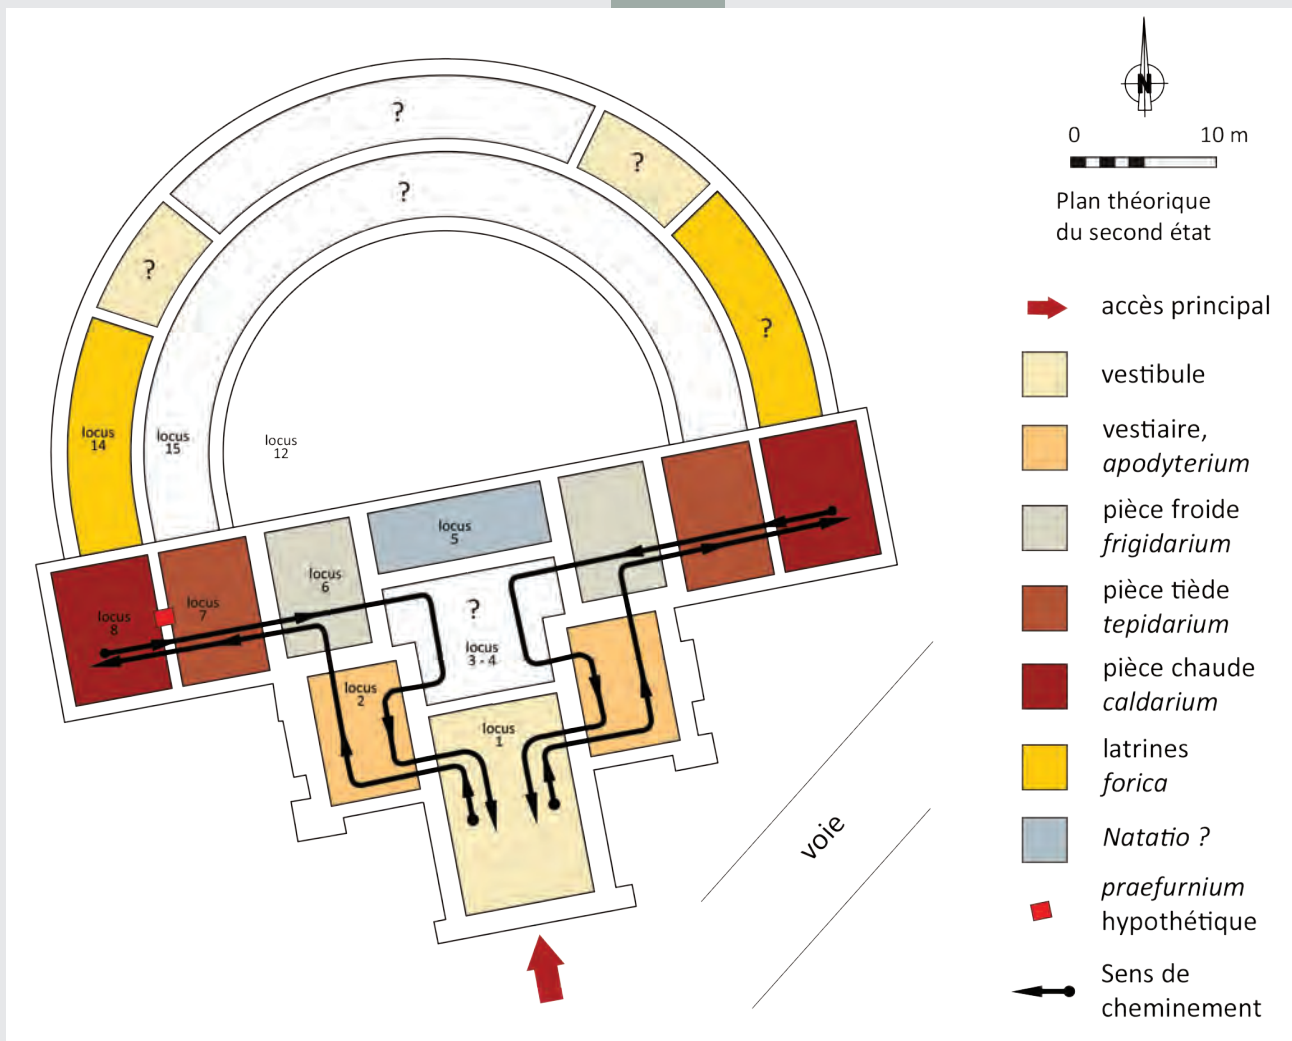 ?
?
?
?
?
locus
14
locus
15
locus
12
locus
5
locus
6
locus
7
locus
8
?
locus
3 - 4
locus
2
locus
1
voie
N
0 10 m
Plan théorique
du second état
accès principal
vestibule
vestiaire,
apodyterium
pièce froide
frigidarium
pièce tiède
tepidarium
pièce chaude
caldarium
latrines
forica
Natatio ?
praefurnium
hypothétique
Sens de
cheminement